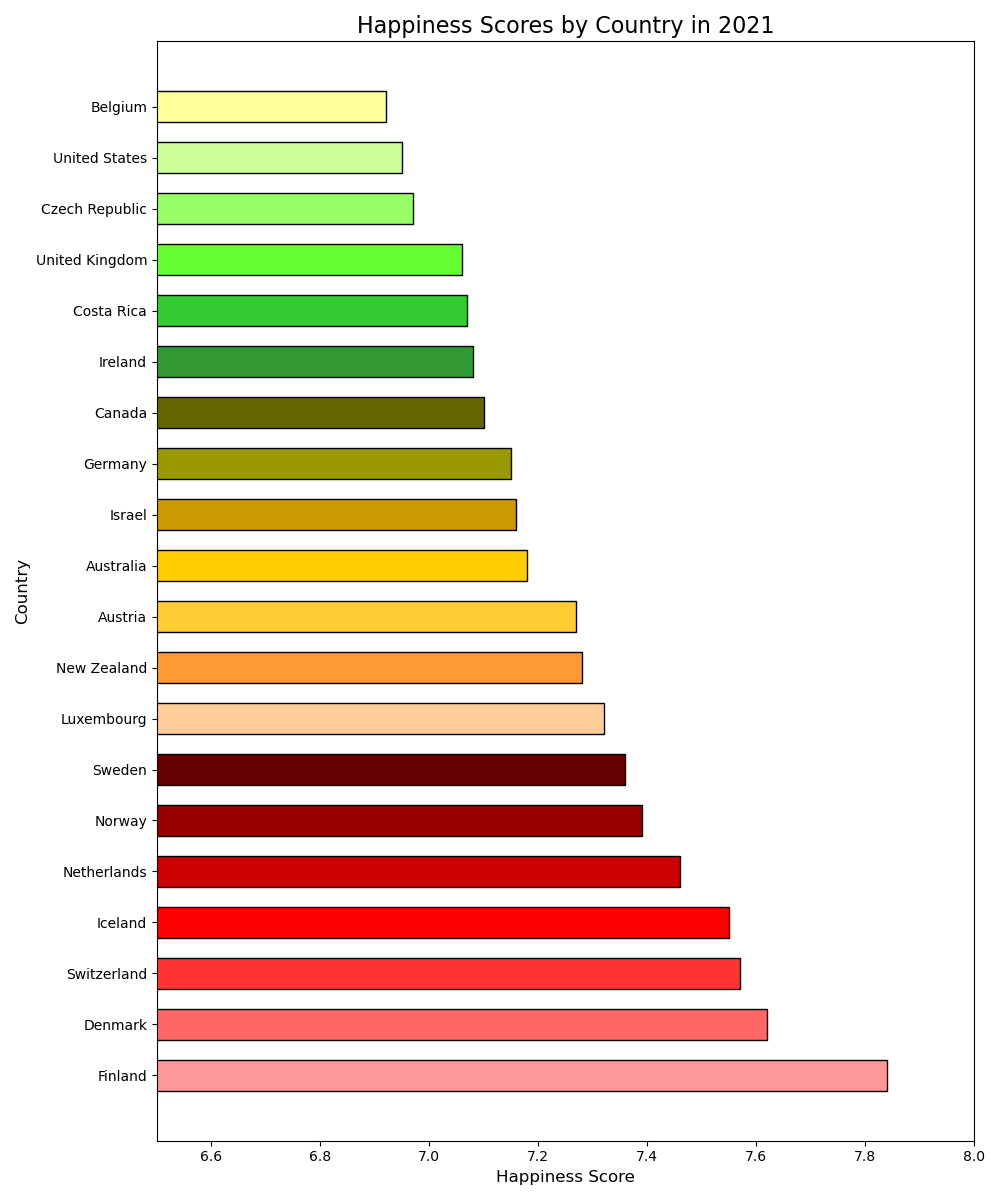 Happiness Scores by Country in 2021
Country
Belgium
United States
Czech Republic
United Kingdom
Costa Rica
Ireland
Canada
Germany
Israel
Australia
Austria
New Zealand
Luxembourg
Sweden
Norway
Netherlands
Iceland
Switzerland
Denmark
Finland
6.6 6.8 7.0 7.2 7.4 7.6 7.8 8.0
Happiness Score